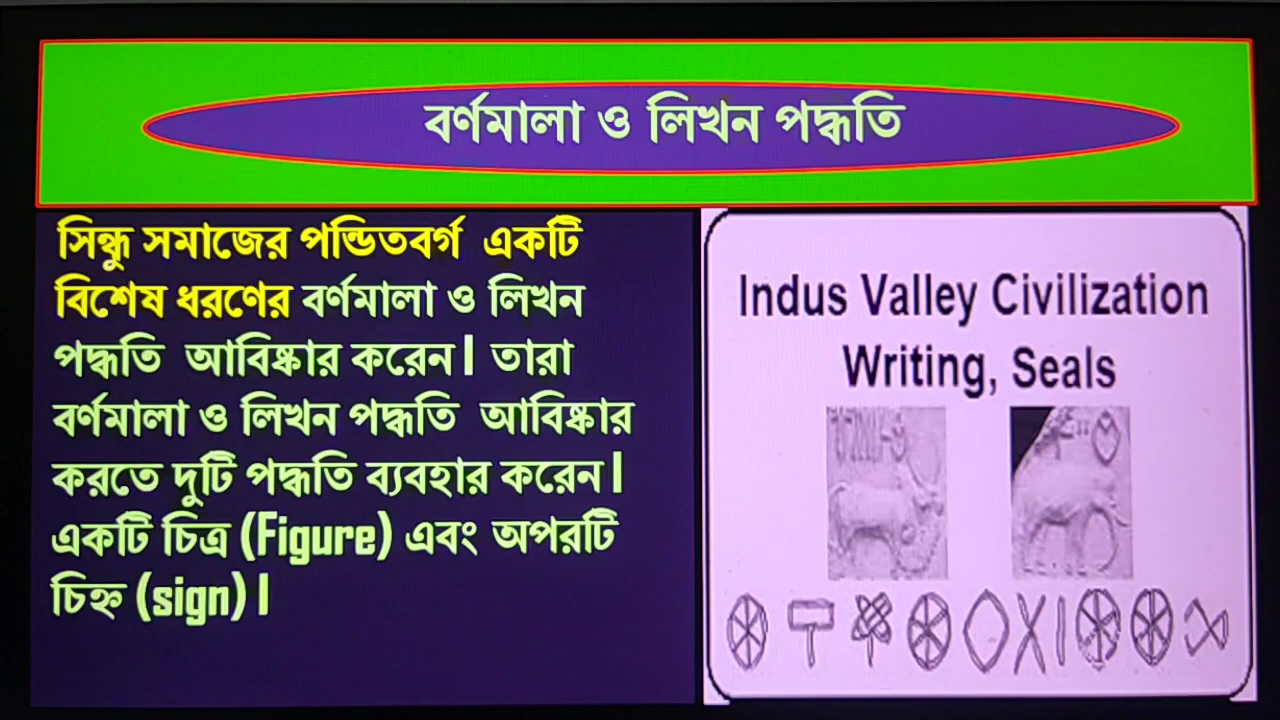 বর্ণমালা ও লিখন পদ্ধতি
সিন্ধু সমাজের পন্ডিতবর্গ একটি
বিশেষ ধরণের বর্ণমালা ও লিখন
পদ্ধতি আবিষ্কার করেন। তারা
বর্ণমালা ও লিখন পদ্ধতি আবিষ্কার
করতে দুটি পদ্ধতি ব্যবহার করেন।
একটি চিত্র (Figure) এবং অপরটি
চিহ্ন (sign)।
Indus Valley Civilization
Writing, Seals